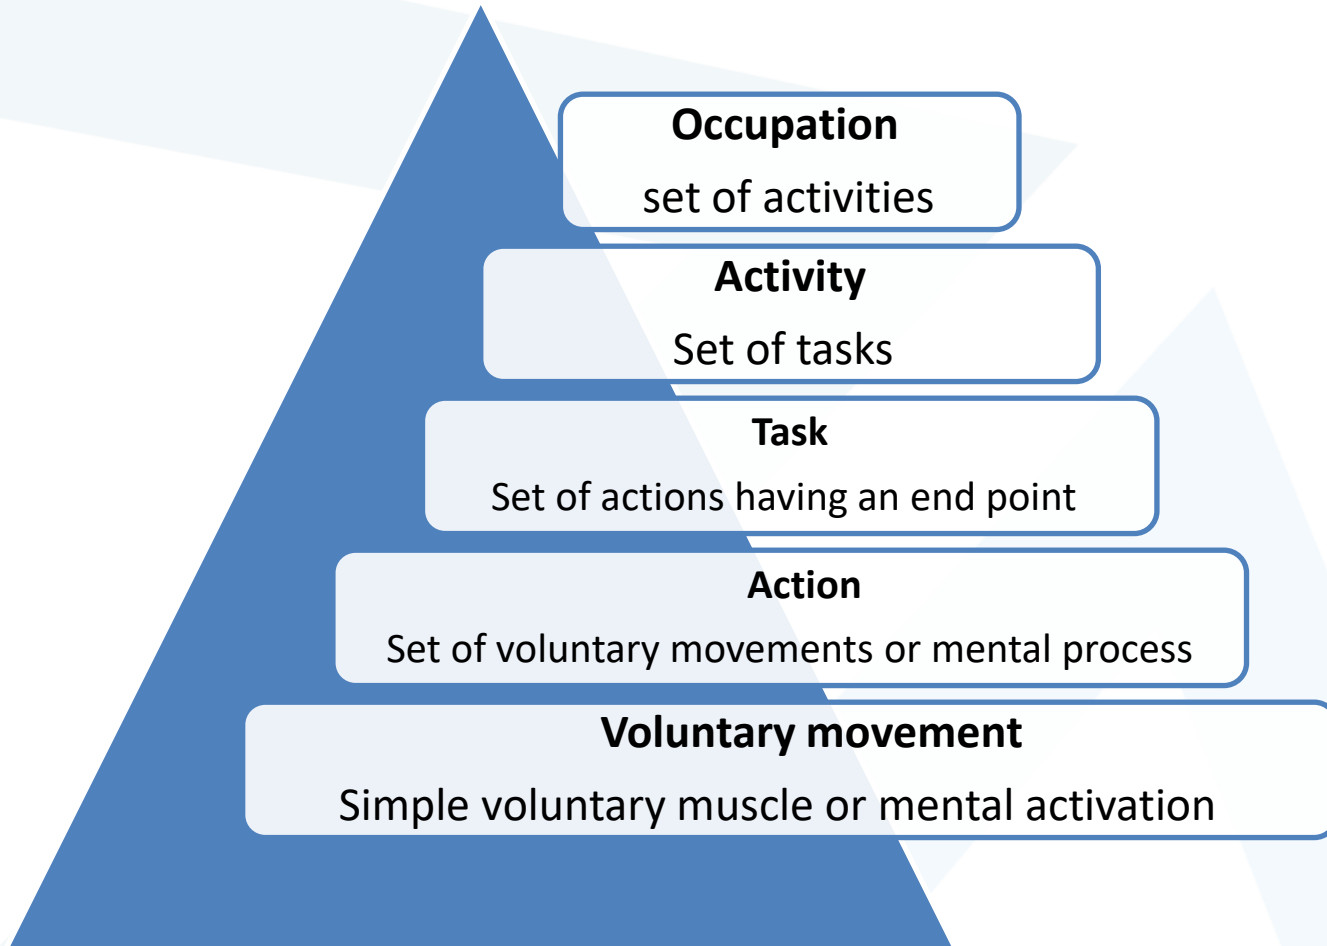 Occupation
set of activities
Activity
Set of tasks
Task
Set of actions having an end point
Action
Set of voluntary movements or mental process
Voluntary movement
Simple voluntary muscle or mental activation